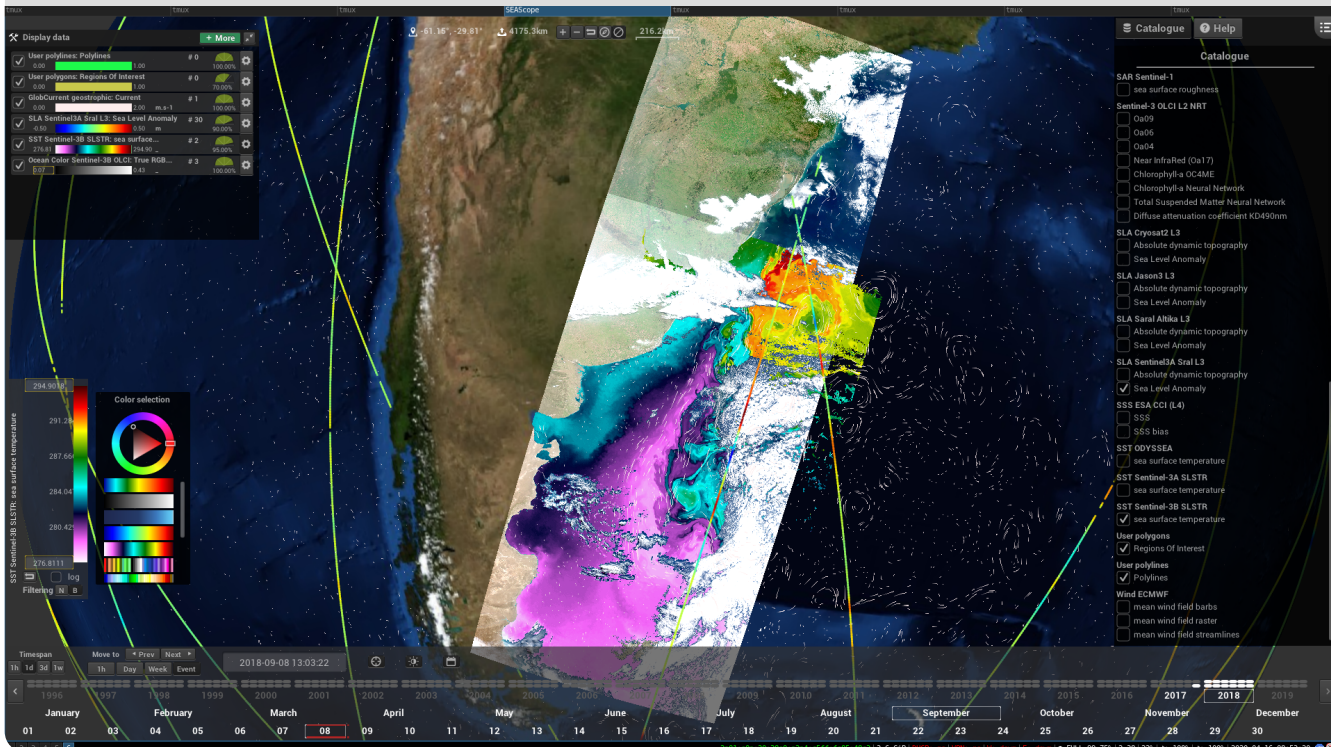 tmux tmux SEAScope tmux tmux tmux tmux
Display data + More
User polylines: Polylines # 0
0.00 1.00 100.00%
User polygons: Regions Of Interest # 0
0.00 1.00 70.00%
GlobCurrent geostrophic: Current # 1
0.00 2.00 m.s-1 100.00%
SLA Sentinel3A Sral L3: Sea Level Anomaly # 30
-0.50 0.50 m 90.00%
SST Sentinel-3B SLSTR: sea surface... # 2
276.81 294.90 _ 95.00%
Ocean Color Sentinel-3B OLCI: True RGB... # 3
0.07 0.43 _ 100.00%
-61.15°, -29.81° 4175.3km 216.2km
Catalogue Help
Catalogue
SAR Sentinel-1
sea surface roughness
Sentinel-3 OLCI L2 NRT
Oa09
Oa06
Oa04
Near InfraRed (Oa17)
Chlorophyll-a OC4ME
Chlorophyll-a Neural Network
Total Suspended Matter Neural Network
Diffuse attenuation coefficient KD490nm
SLA Cryosat2 L3
Absolute dynamic topography
Sea Level Anomaly
SLA Jason3 L3
Absolute dynamic topography
Sea Level Anomaly
SLA Saral Altika L3
Absolute dynamic topography
Sea Level Anomaly
SLA Sentinel3A Sral L3
Absolute dynamic topography
Sea Level Anomaly
SSS ESA CCI (L4)
SSS
SSS bias
SST ODYSSEA
sea surface temperature
SST Sentinel-3A SLSTR
sea surface temperature
SST Sentinel-3B SLSTR
sea surface temperature
User polygons
Regions Of Interest
User polylines
Polylines
Wind ECMWF
mean wind field barbs
mean wind field raster
mean wind field streamlines
SST Sentinel-3B SLSTR: sea surface temperature
294.9018
291.28
287.66
284.04
280.42
276.8111
log
Filtering N B
Color selection
Timespan
1h 1d 3d 1w
Move to Prev Next
1h Day Week Event
2018-09-08 13:03:22
1996 1997 1998 1999 2000 2001 2002 2003 2004 2005 2006 2009 2010 2011 2012 2013 2014 2015 2016 2017 2018 2019
January February March April May June July August September October November December
01 02 03 04 05 06 07 08 09 10 11 12 13 14 15 16 17 18 19 20 21 22 23 24 25 26 27 28 29 30